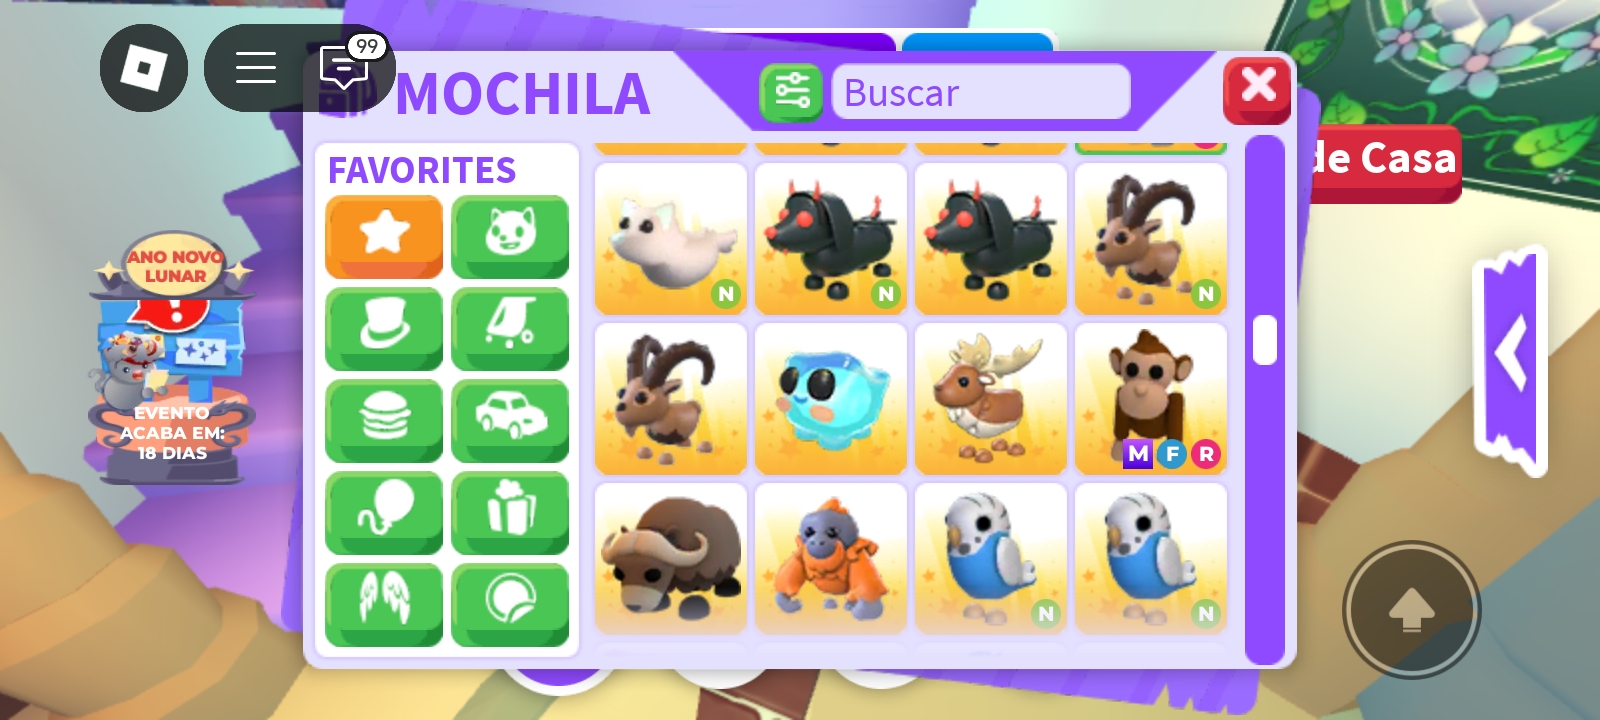 99
MOCHILA
Buscar
de Casa
FAVORITES
ANO NOVO
LUNAR
!
EVENTO
ACABA EM:
18 DIAS
N
N
N
M F R
N
N